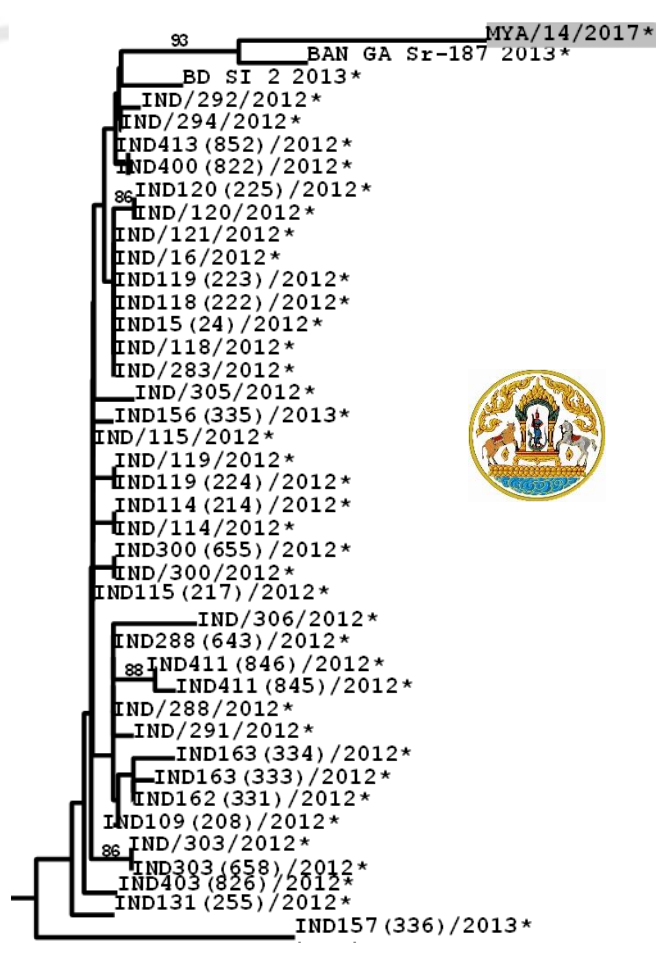 93
MYA/14/2017*
BAN GA Sr-187 2013*
BD SI 2 2013*
IND/292/2012*
IND/294/2012*
IND413(852)/2012*
IND400(822)/2012*
IND120(225)/2012*
86
IND/120/2012*
IND/121/2012*
IND/16/2012*
IND119(223)/2012*
IND118(222)/2012*
IND15(24)/2012*
IND/118/2012*
IND/283/2012*
IND/305/2012*
IND156(335)/2013*
IND/115/2012*
IND/119/2012*
IND119(224)/2012*
IND114(214)/2012*
IND/114/2012*
IND300(655)/2012*
IND/300/2012*
IND115(217)/2012*
IND/306/2012*
IND288(643)/2012*
IND411(846)/2012*
88
IND411(845)/2012*
IND/288/2012*
IND/291/2012*
IND163(334)/2012*
IND163(333)/2012*
IND162(331)/2012*
IND109(208)/2012*
IND/303/2012*
86
IND303(658)/2012*
IND403(826)/2012*
IND131(255)/2012*
IND157(336)/2013*